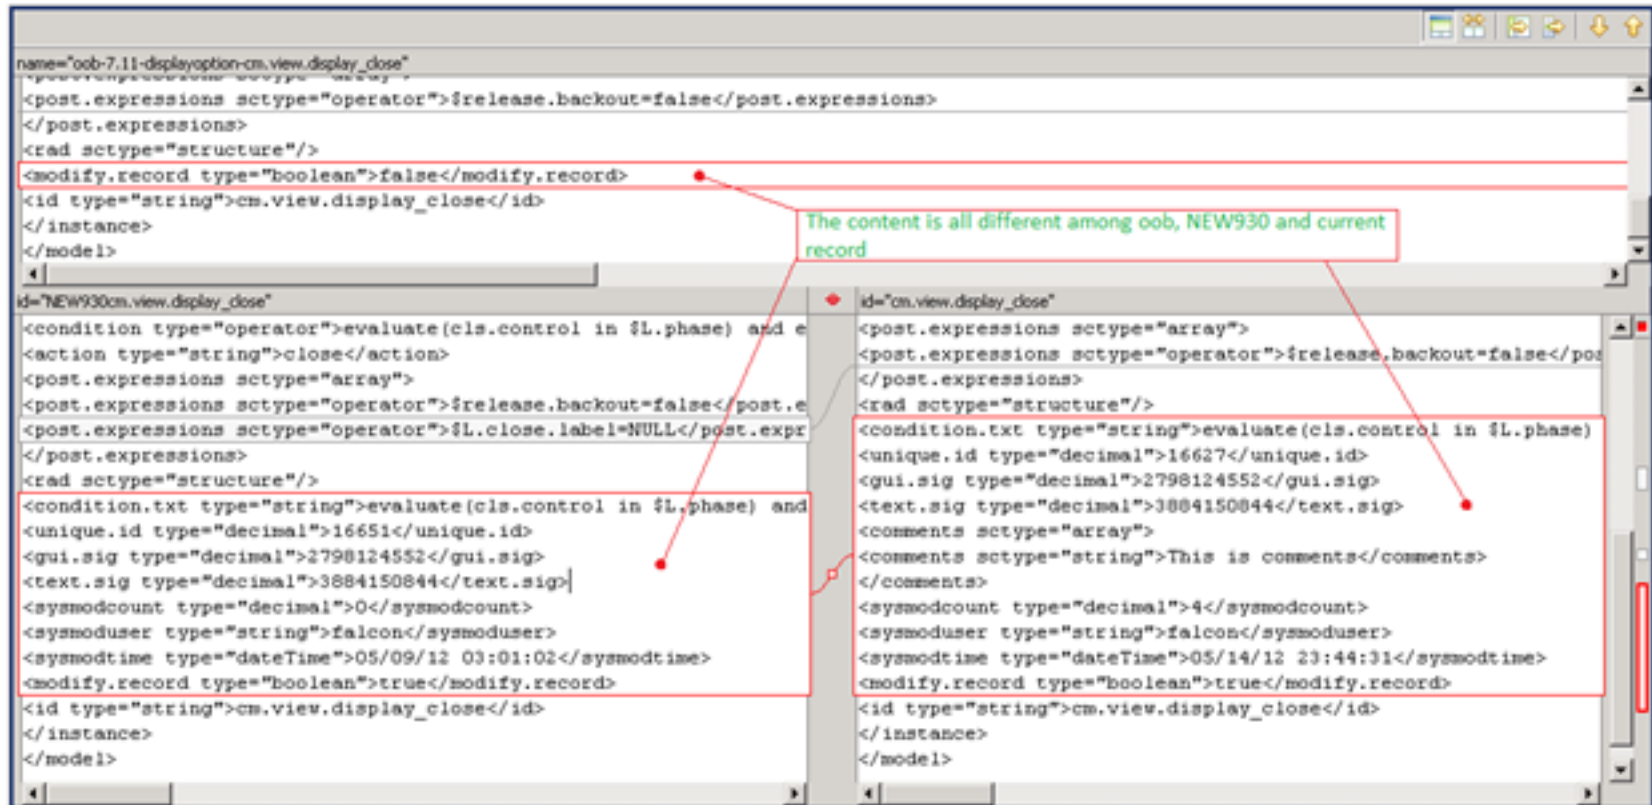 name="oob-7.11-displayoption-cm.view.display_close"
<post.expressions sctype="array">
<post.expressions sctype="operator">$release.backout=false</post.expressions>
</post.expressions>
<rad sctype="structure"/>
<modify.record type="boolean">false</modify.record>
<id type="string">cm.view.display_close</id>
</instance>
</model>
The content is all different among oob, NEW930 and current
record
id="NEW930cm.view.display_close"
<condition type="operator">evaluate(cls.control in $L.phase) and e
<action type="string">close</action>
<post.expressions sctype="array">
<post.expressions sctype="operator">$release.backout=false</post.e
<post.expressions sctype="operator">$L.close.label=NULL</post.expr
</post.expressions>
<rad sctype="structure"/>
<condition.txt type="string">evaluate(cls.control in $L.phase) and
<unique.id type="decimal">16651</unique.id>
<gui.sig type="decimal">2798124552</gui.sig>
<text.sig type="decimal">3884150844</text.sig>
<sysmodcount type="decimal">0</sysmodcount>
<sysmoduser type="string">falcon</sysmoduser>
<sysmodtime type="dateTime">05/09/12 03:01:02</sysmodtime>
<modify.record type="boolean">true</modify.record>
<id type="string">cm.view.display_close</id>
</instance>
</model>
id="cm.view.display_close"
<post.expressions sctype="array">
<post.expressions sctype="operator">$release.backout=false</pos
</post.expressions>
<rad sctype="structure"/>
<condition.txt type="string">evaluate(cls.control in $L.phase)
<unique.id type="decimal">16627</unique.id>
<gui.sig type="decimal">2798124552</gui.sig>
<text.sig type="decimal">3884150844</text.sig>
<comments sctype="array">
<comments sctype="string">This is comments</comments>
</comments>
<sysmodcount type="decimal">4</sysmodcount>
<sysmoduser type="string">falcon</sysmoduser>
<sysmodtime type="dateTime">05/14/12 23:44:31</sysmodtime>
<modify.record type="boolean">true</modify.record>
<id type="string">cm.view.display_close</id>
</instance>
</model>